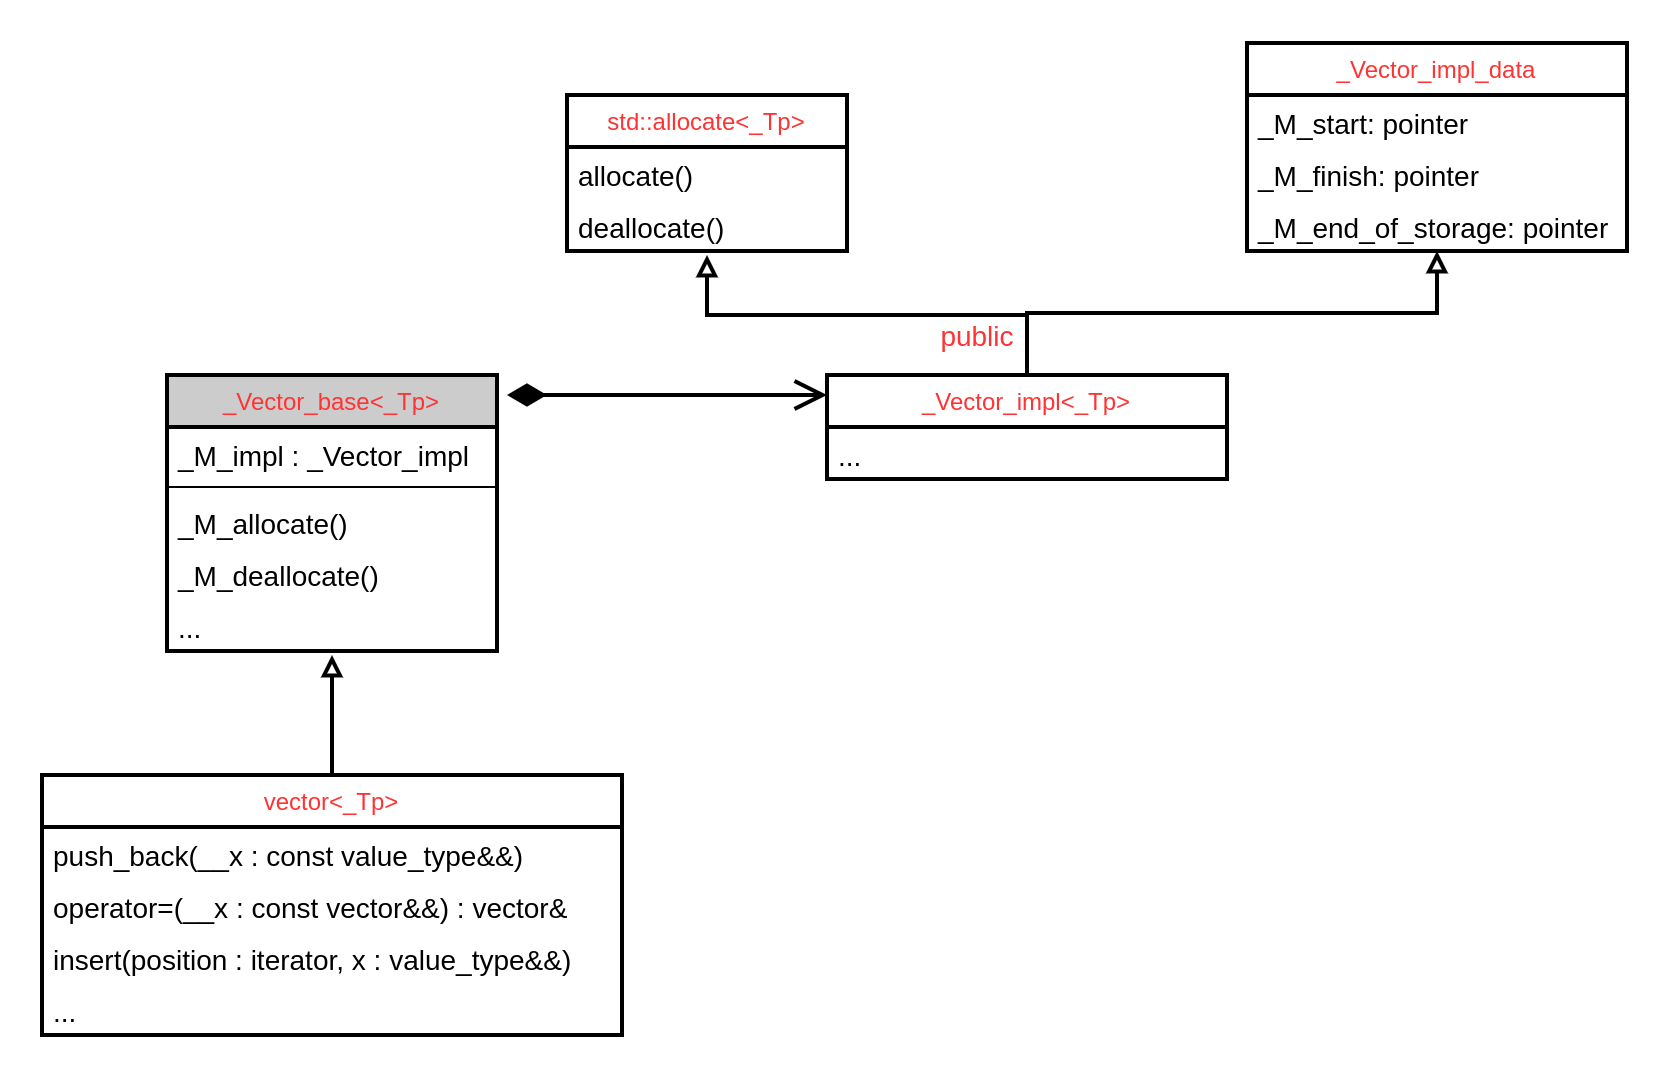 _Vector_impl_data
_M_start: pointer
_M_finish: pointer
_M_end_of_storage: pointer
std::allocate<_Tp>
allocate()
deallocate()
public
_Vector_base<_Tp>
_M_impl : _Vector_impl
_M_allocate()
_M_deallocate()
...
_Vector_impl<_Tp>
...
vector<_Tp>
push_back(__x : const value_type&&)
operator=(__x : const vector&&) : vector&
insert(position : iterator, x : value_type&&)
...